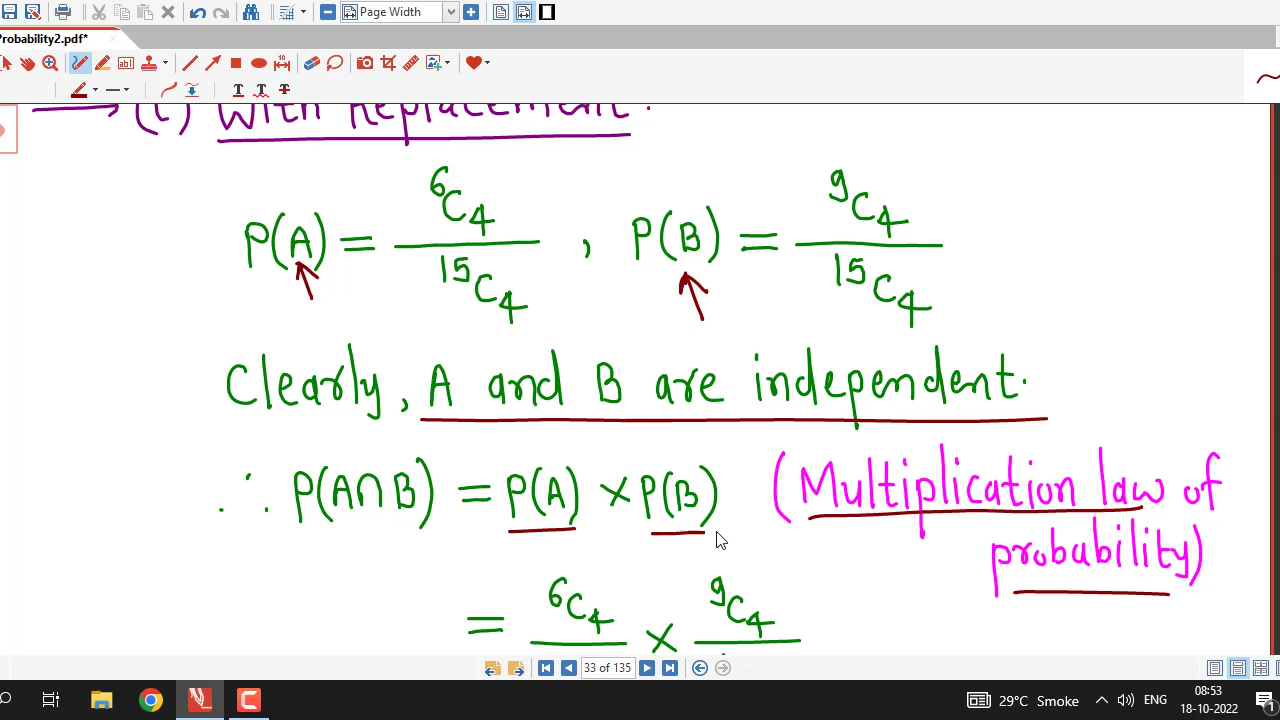 Page Width
Probability2.pdf*
(i) With Replacement.
P(A) = ⁶C₄ / ¹⁵C₄ , P(B) = ⁹C₄ / ¹⁵C₄
Clearly, A and B are independent.
∴ P(A∩B) = P(A) × P(B) (Multiplication law of
probability)
= ⁶C₄ × ⁹C₄
33 of 135
29°C Smoke
ENG
08:53
18-10-2022
1